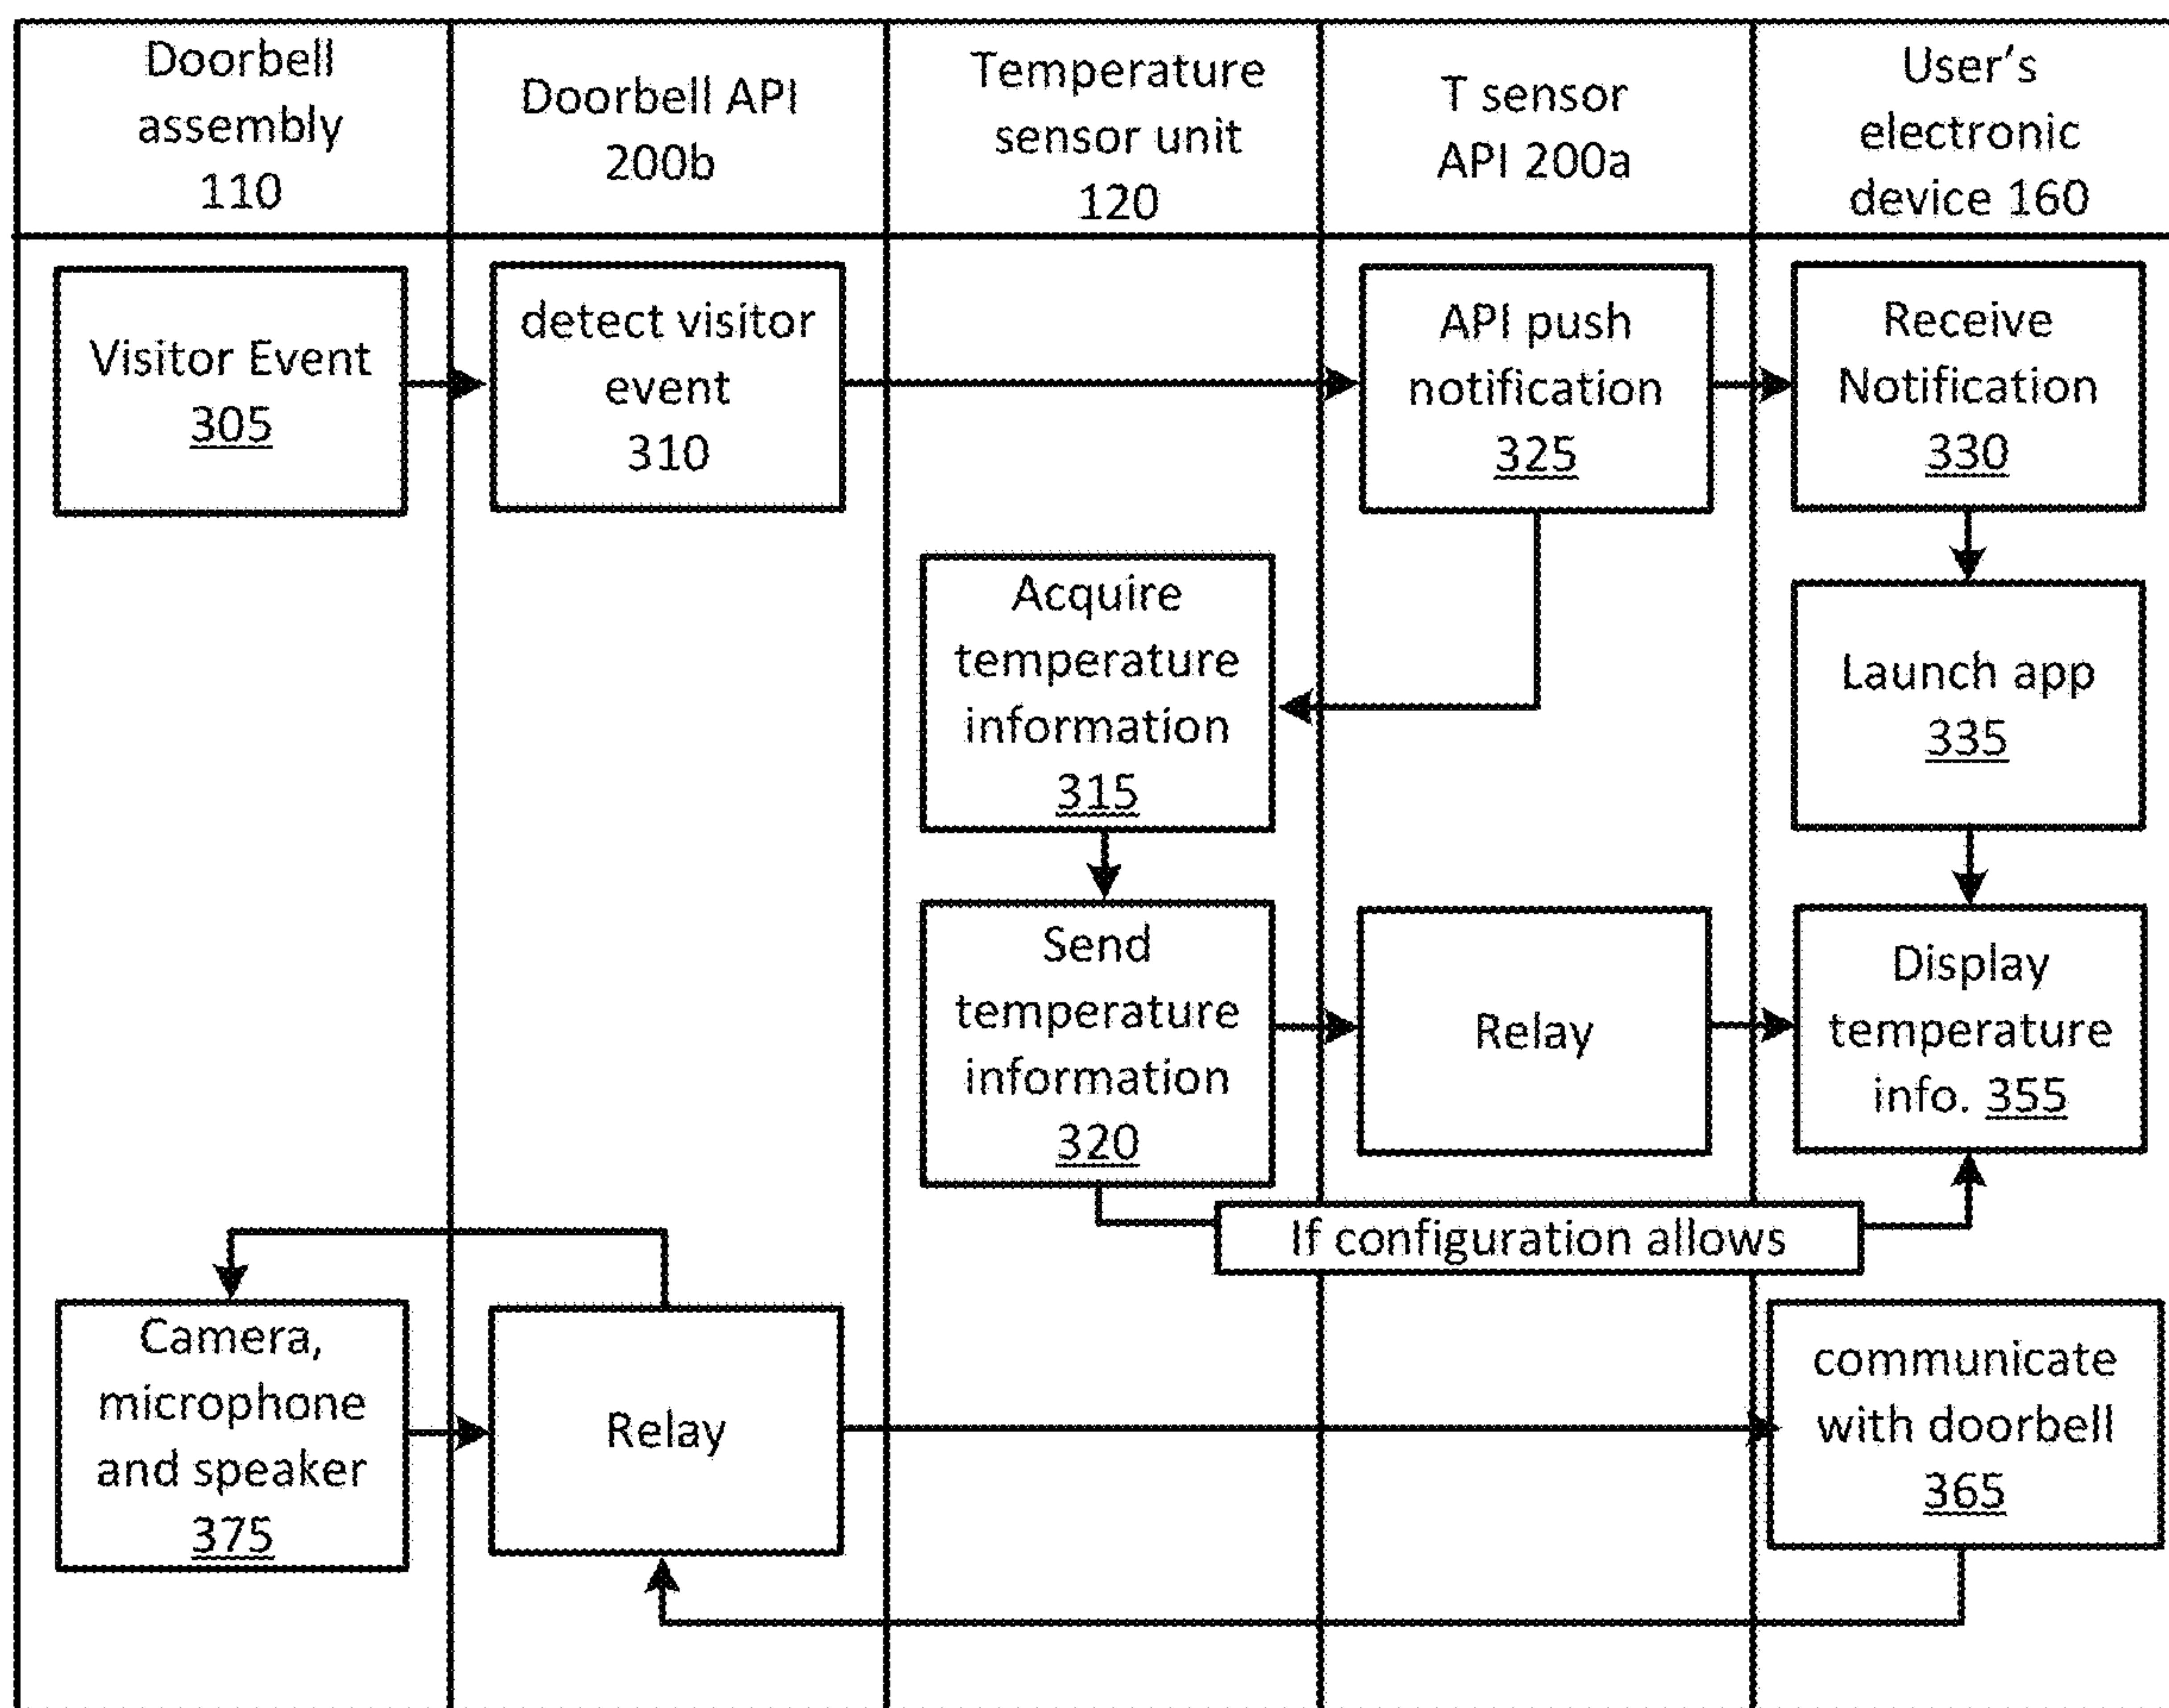 Doorbell
assembly
110
Doorbell API
200b
Temperature
sensor unit
120
T sensor
API 200a
User's
electronic
device 160
Visitor Event
305
detect visitor
event
310
API push
notification
325
Receive
Notification
330
Acquire
temperature
information
315
Launch app
335
Send
temperature
information
320
Relay
Display
temperature
info. 355
If configuration allows
Camera,
microphone
and speaker
375
Relay
communicate
with doorbell
365